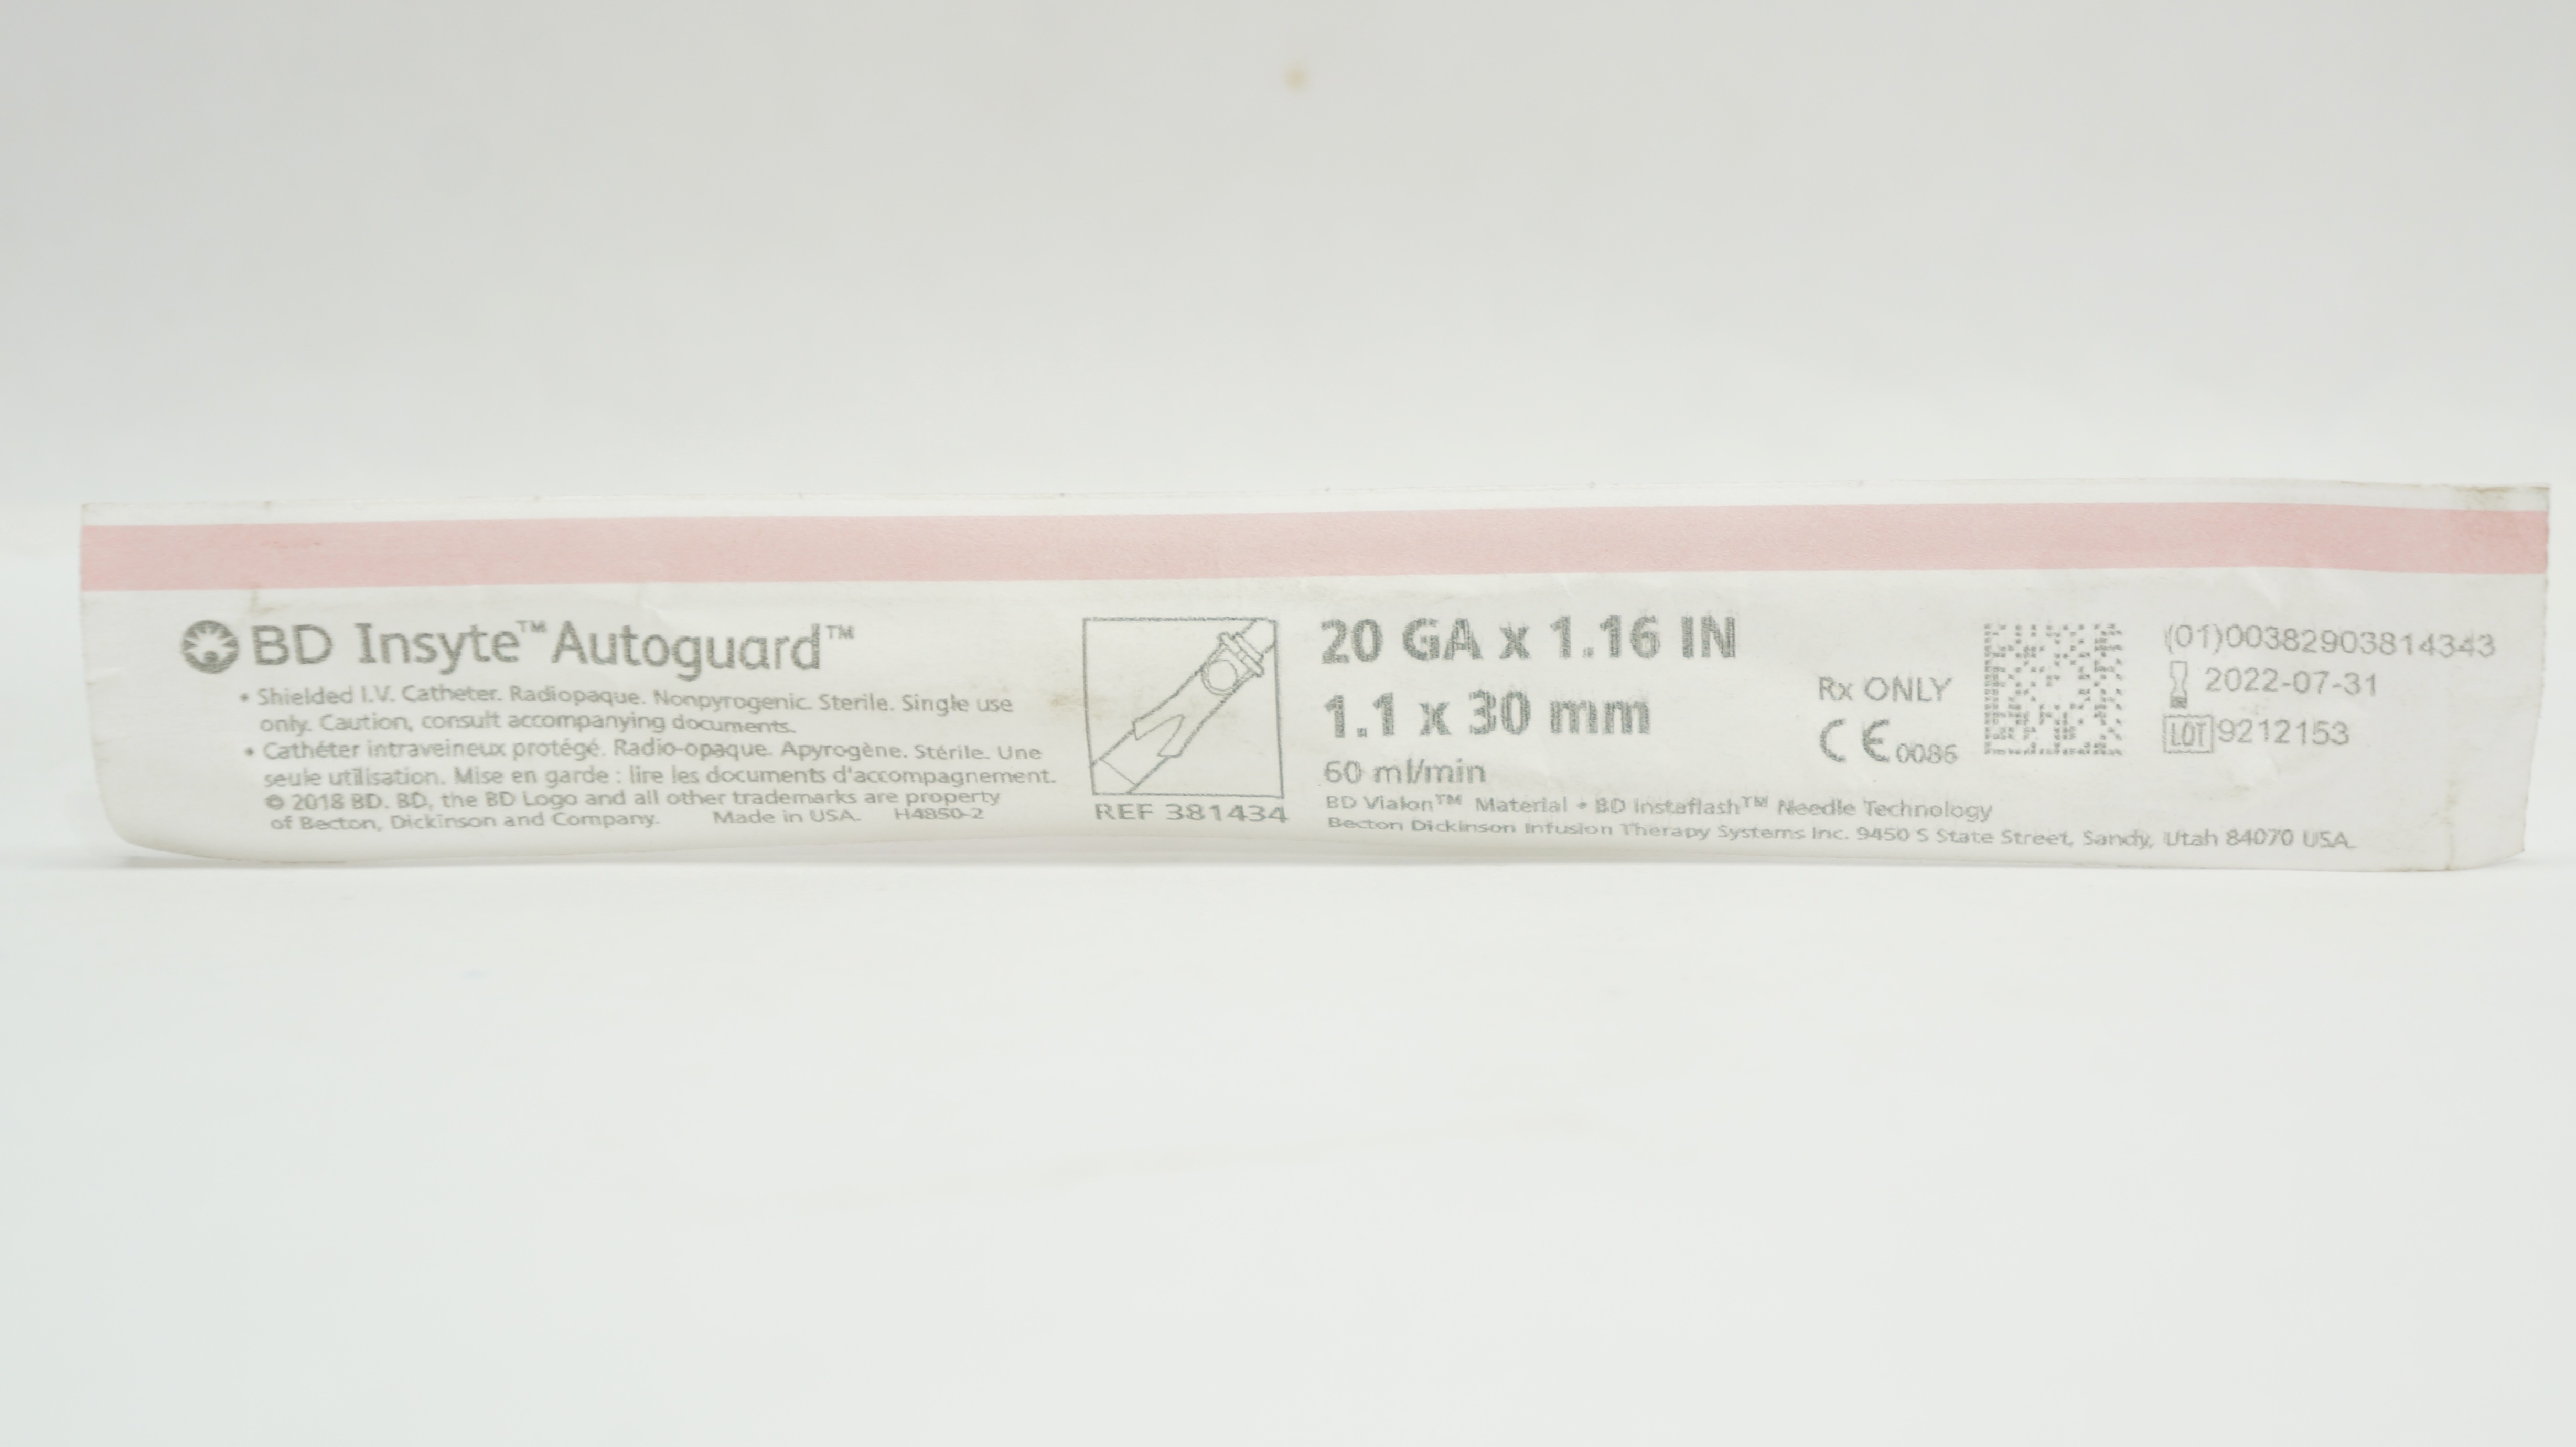 BD Insyte™ Autoguard™
• Shielded I.V. Catheter. Radiopaque. Nonpyrogenic. Sterile. Single use
only. Caution, consult accompanying documents.
• Cathéter intraveineux protégé. Radio-opaque. Apyrogène. Stérile. Une
seule utilisation. Mise en garde : lire les documents d'accompagnement.
© 2018 BD. BD, the BD Logo and all other trademarks are property
of Becton, Dickinson and Company. Made in USA. H4850-2
REF 381434
20 GA x 1.16 IN
1.1 x 30 mm
60 ml/min
BD Vialon™ Material • BD Instaflash™ Needle Technology
Becton Dickinson Infusion Therapy Systems Inc. 9450 S State Street, Sandy, Utah 84070 USA
Rx ONLY
CE 0086
(01)00382903814343
2022-07-31
LOT 9212153